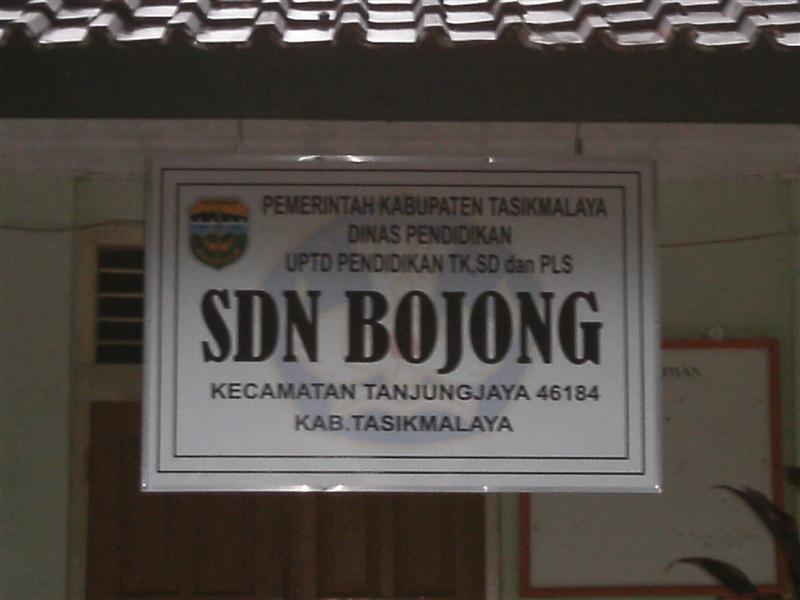 PEMERINTAH KABUPATEN TASIKMALAYA
DINAS PENDIDIKAN
UPTD PENDIDIKAN TK,SD dan PLS
SDN BOJONG
KECAMATAN TANJUNGJAYA 46184
KAB.TASIKMALAYA